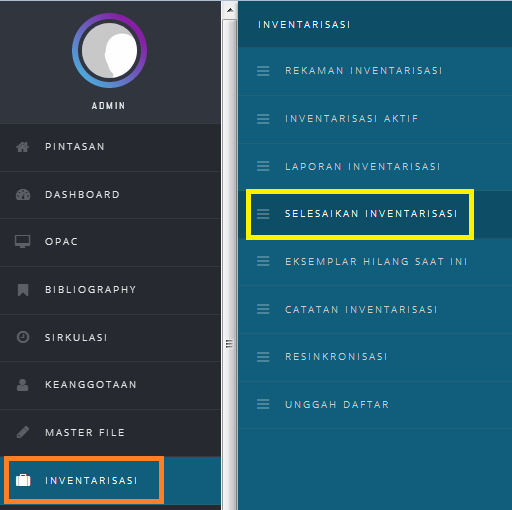 ADMIN
PINTASAN
DASHBOARD
OPAC
BIBLIOGRAPHY
SIRKULASI
KEANGGOTAAN
MASTER FILE
INVENTARISASI
INVENTARISASI
REKAMAN INVENTARISASI
INVENTARISASI AKTIF
LAPORAN INVENTARISASI
SELESAIKAN INVENTARISASI
EKSEMPLAR HILANG SAAT INI
CATATAN INVENTARISASI
RESINKRONISASI
UNGGAH DAFTAR